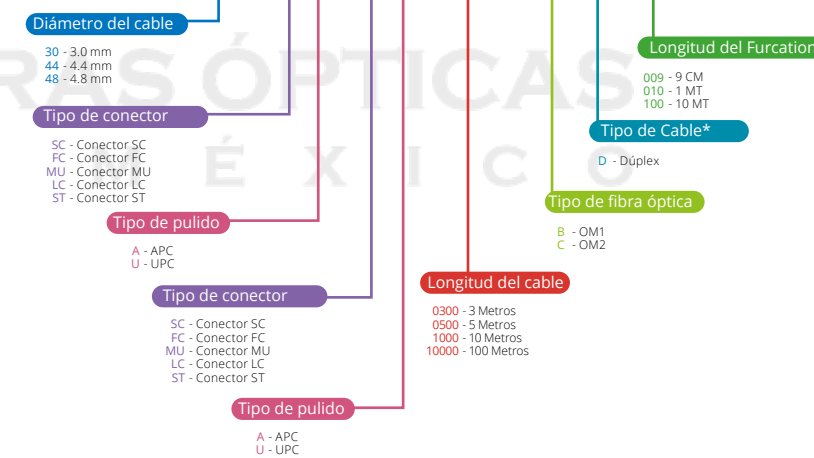 Diámetro del cable
30 - 3.0 mm
44 - 4.4 mm
48 - 4.8 mm
Tipo de conector
SC - Conector SC
FC - Conector FC
MU - Conector MU
LC - Conector LC
ST - Conector ST
Tipo de pulido
A - APC
U - UPC
Tipo de conector
SC - Conector SC
FC - Conector FC
MU - Conector MU
LC - Conector LC
ST - Conector ST
Tipo de pulido
A - APC
U - UPC
Longitud del cable
0300 - 3 Metros
0500 - 5 Metros
1000 - 10 Metros
10000 - 100 Metros
Tipo de fibra óptica
B - OM1
C - OM2
Tipo de Cable*
D - Dúplex
Longitud del Furcation
009 - 9 CM
010 - 1 MT
100 - 10 MT
RAS ÓPTICAS
MÉXICO